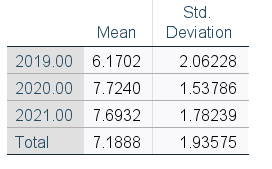 Mean Std. Deviation
2019.00 6.1702 2.06228
2020.00 7.7240 1.53786
2021.00 7.6932 1.78239
Total 7.1888 1.93575